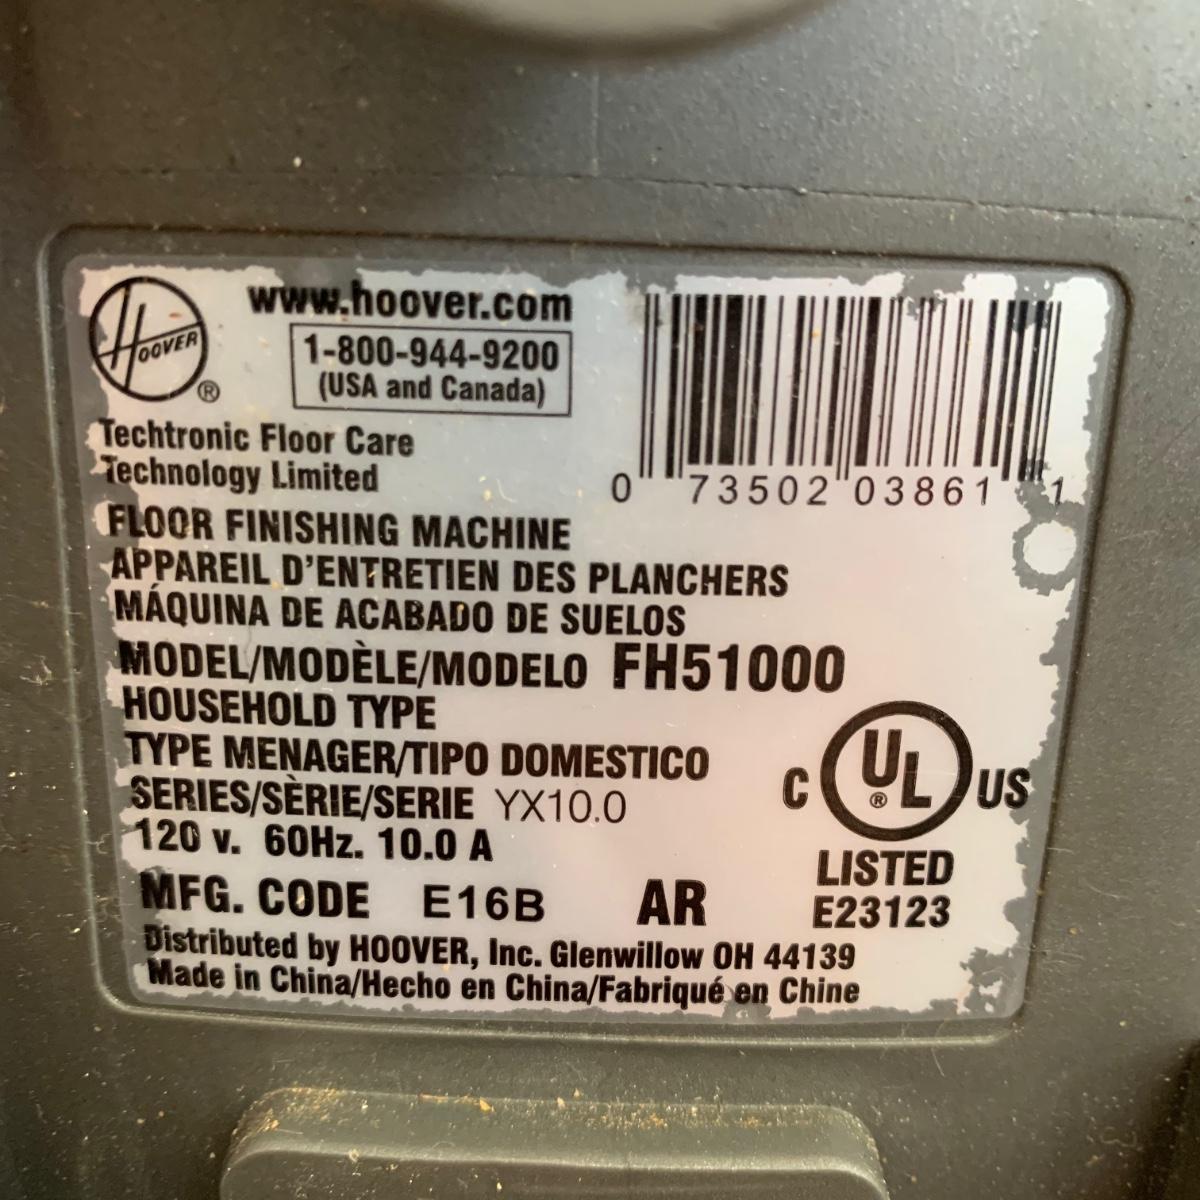 HOOVER ®
www.hoover.com
1-800-944-9200
(USA and Canada)
Techtronic Floor Care
Technology Limited
0 73502 03861 1
FLOOR FINISHING MACHINE
APPAREIL D'ENTRETIEN DES PLANCHERS
MÁQUINA DE ACABADO DE SUELOS
MODEL/MODÈLE/MODELO FH51000
HOUSEHOLD TYPE
TYPE MENAGER/TIPO DOMESTICO
SERIES/SÈRIE/SERIE YX10.0
120 v. 60Hz. 10.0 A
C UL ® US
LISTED
E23123
MFG. CODE E16B AR
Distributed by HOOVER, Inc. Glenwillow OH 44139
Made in China/Hecho en China/Fabriqué en Chine